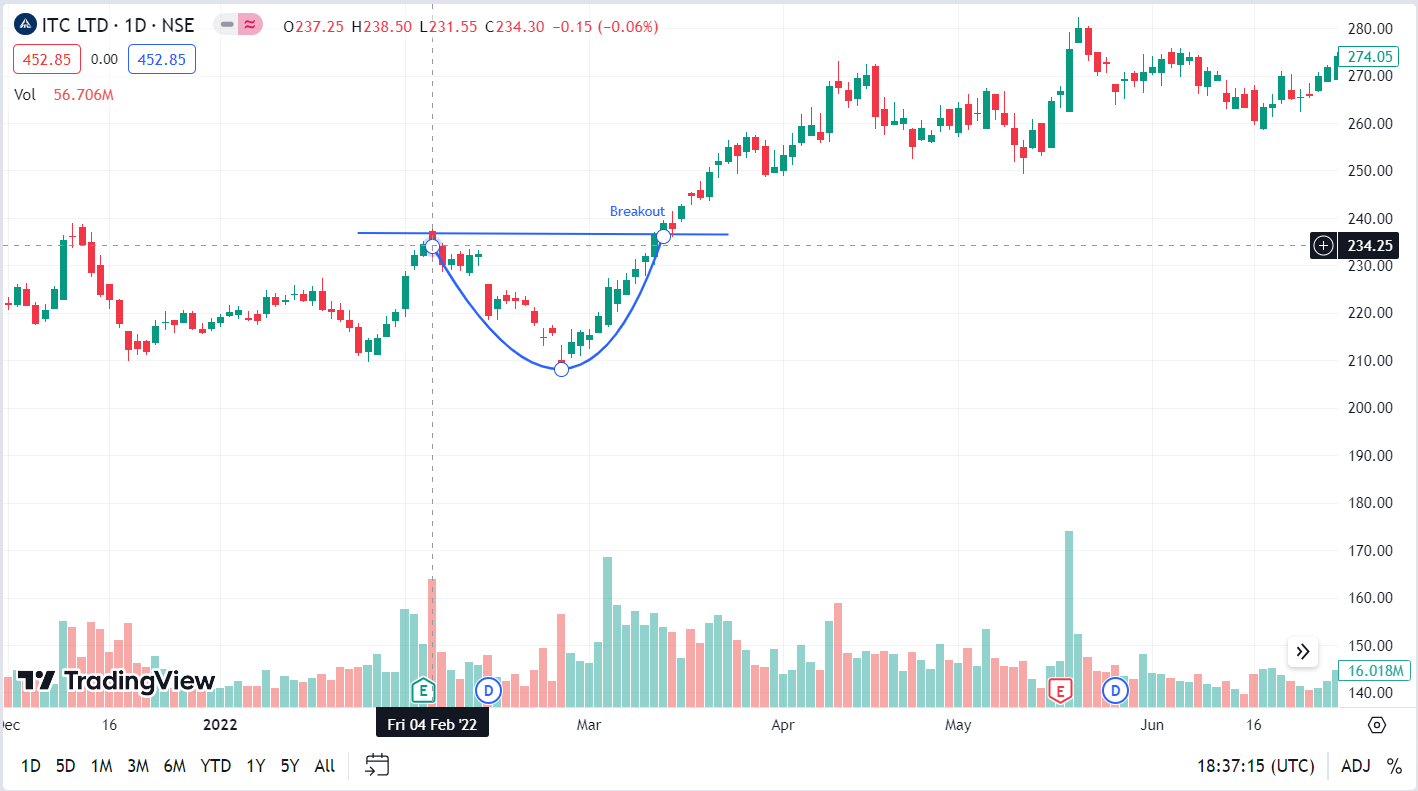 ITC LTD · 1D · NSE O237.25 H238.50 L231.55 C234.30 −0.15 (−0.06%)
452.85 0.00 452.85
Vol 56.706M
280.00
274.05
270.00
260.00
250.00
240.00
Breakout
234.25
230.00
220.00
210.00
200.00
190.00
180.00
170.00
160.00
150.00
16.018M
140.00
TradingView
E D E D
Dec 16 2022 Fri 04 Feb '22 Mar Apr May Jun 16
1D 5D 1M 3M 6M YTD 1Y 5Y All 18:37:15 (UTC) ADJ %